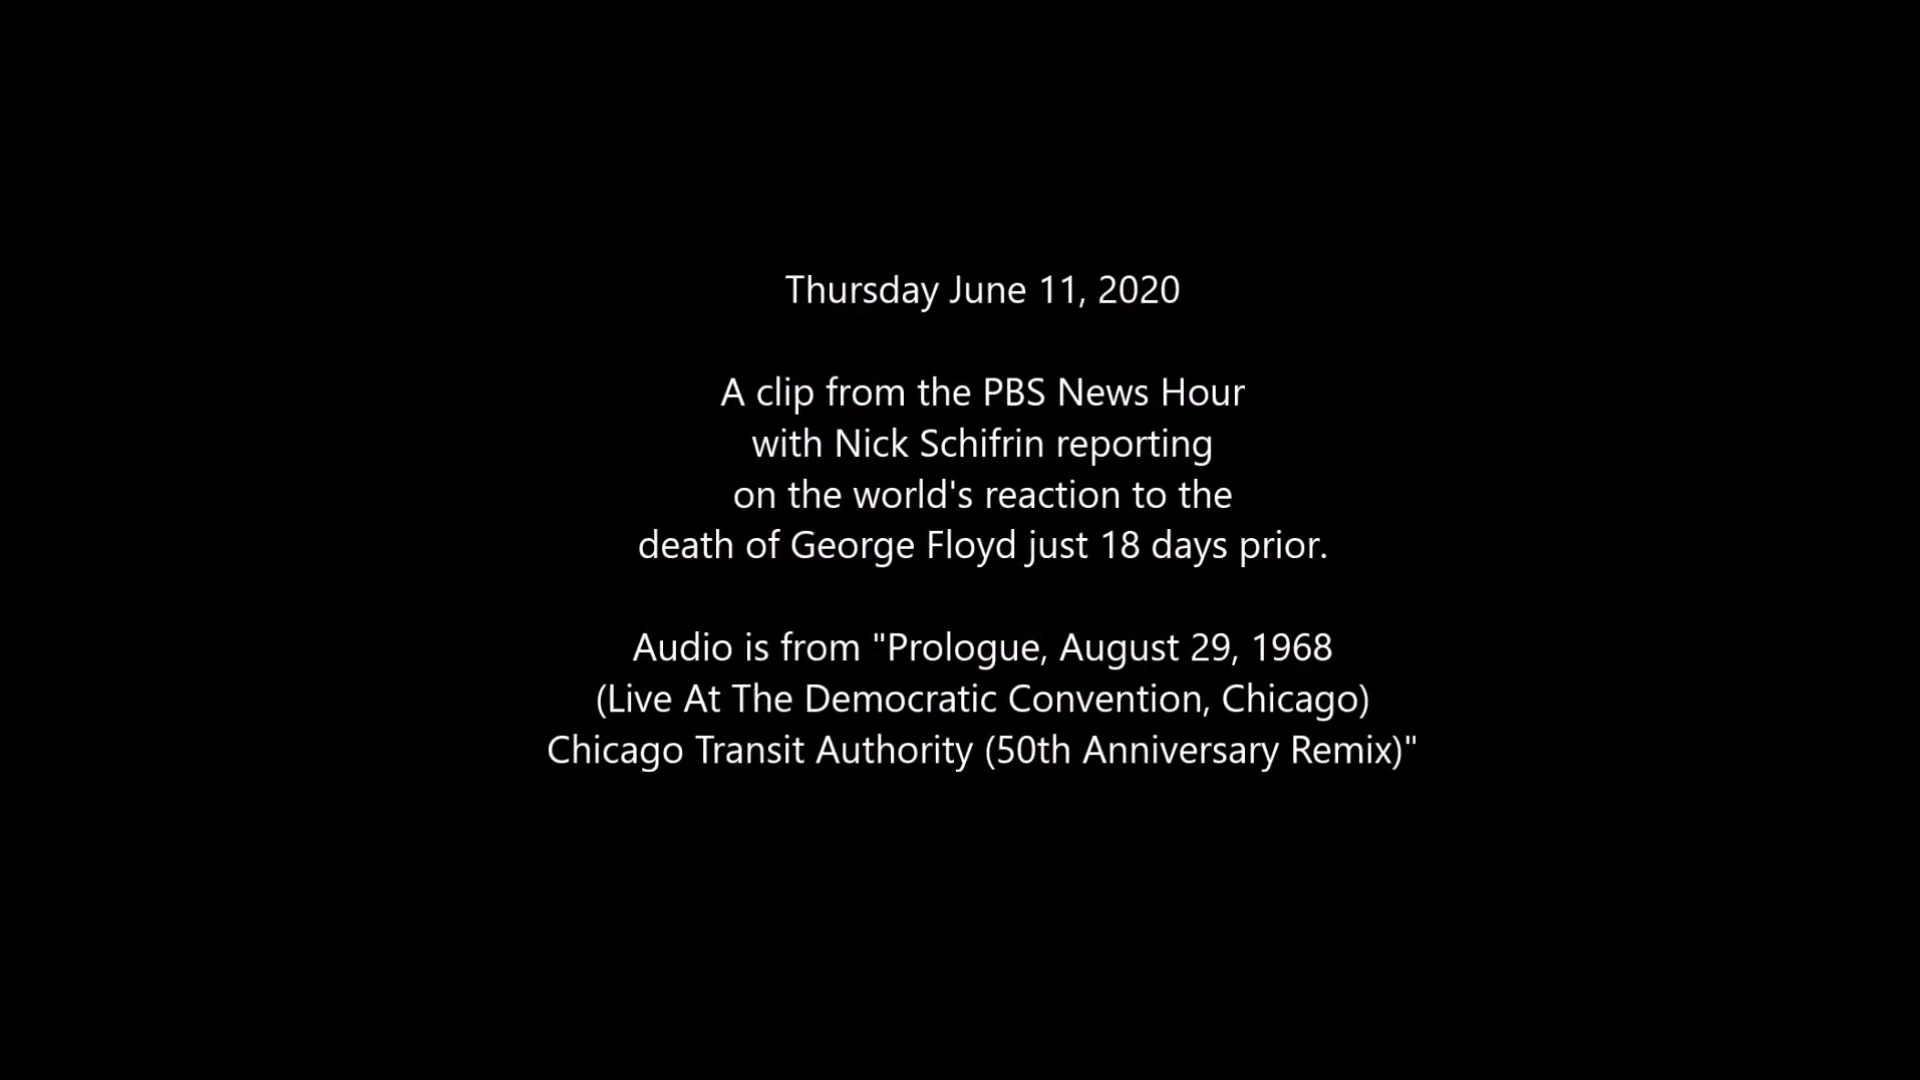 Thursday June 11, 2020
A clip from the PBS News Hour
with Nick Schifrin reporting
on the world's reaction to the
death of George Floyd just 18 days prior.
Audio is from "Prologue, August 29, 1968
(Live At The Democratic Convention, Chicago)
Chicago Transit Authority (50th Anniversary Remix)"